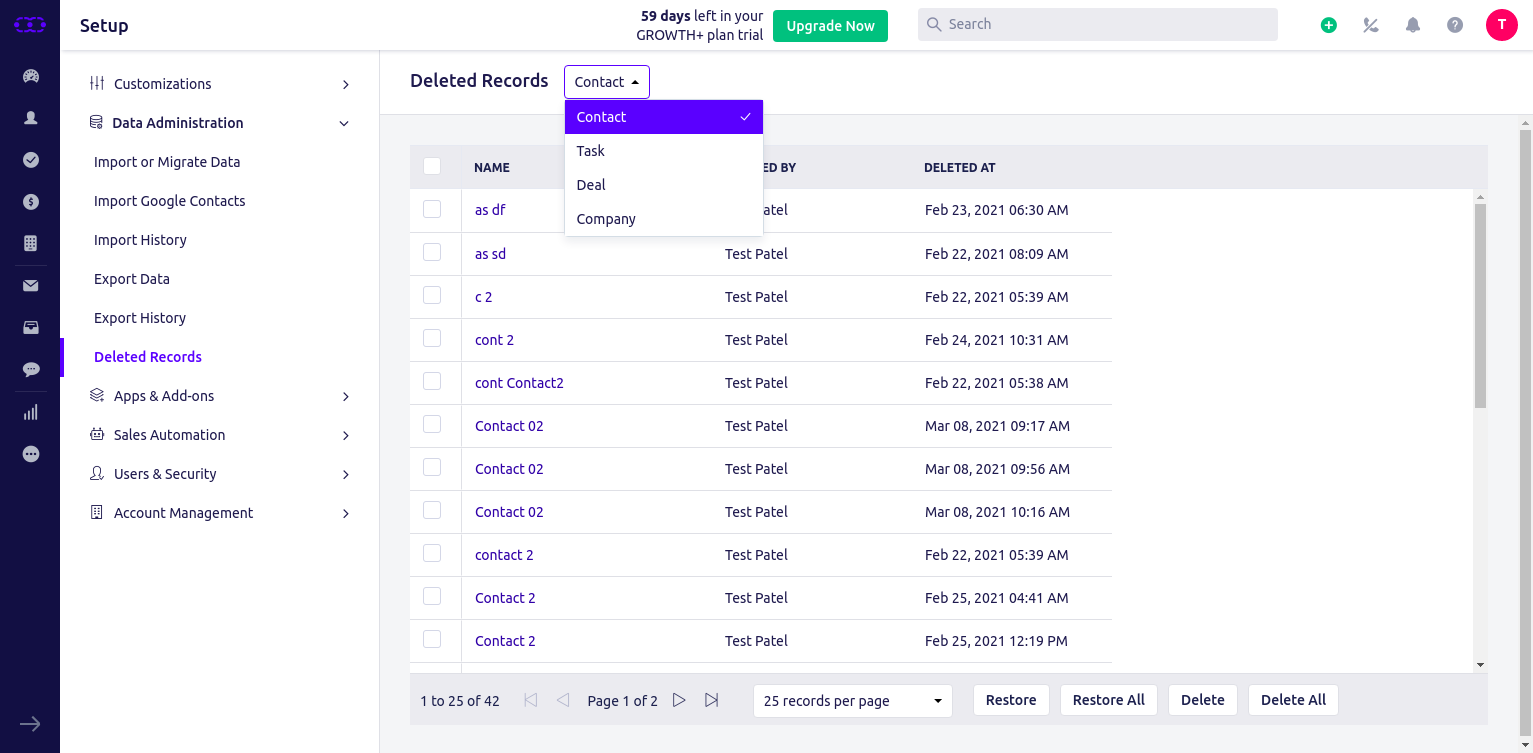 Setup
59 days left in your
GROWTH+ plan trial
Upgrade Now
Search
T
Customizations
Data Administration
Import or Migrate Data
Import Google Contacts
Import History
Export Data
Export History
Deleted Records
Apps & Add-ons
Sales Automation
Users & Security
Account Management
Deleted Records Contact
Contact
Task
Deal
Company
NAME ED BY DELETED AT
as df atel Feb 23, 2021 06:30 AM
as sd Test Patel Feb 22, 2021 08:09 AM
c 2 Test Patel Feb 22, 2021 05:39 AM
cont 2 Test Patel Feb 24, 2021 10:31 AM
cont Contact2 Test Patel Feb 22, 2021 05:38 AM
Contact 02 Test Patel Mar 08, 2021 09:17 AM
Contact 02 Test Patel Mar 08, 2021 09:56 AM
Contact 02 Test Patel Mar 08, 2021 10:16 AM
contact 2 Test Patel Feb 22, 2021 05:39 AM
Contact 2 Test Patel Feb 25, 2021 04:41 AM
Contact 2 Test Patel Feb 25, 2021 12:19 PM
1 to 25 of 42 Page 1 of 2 25 records per page Restore Restore All Delete Delete All